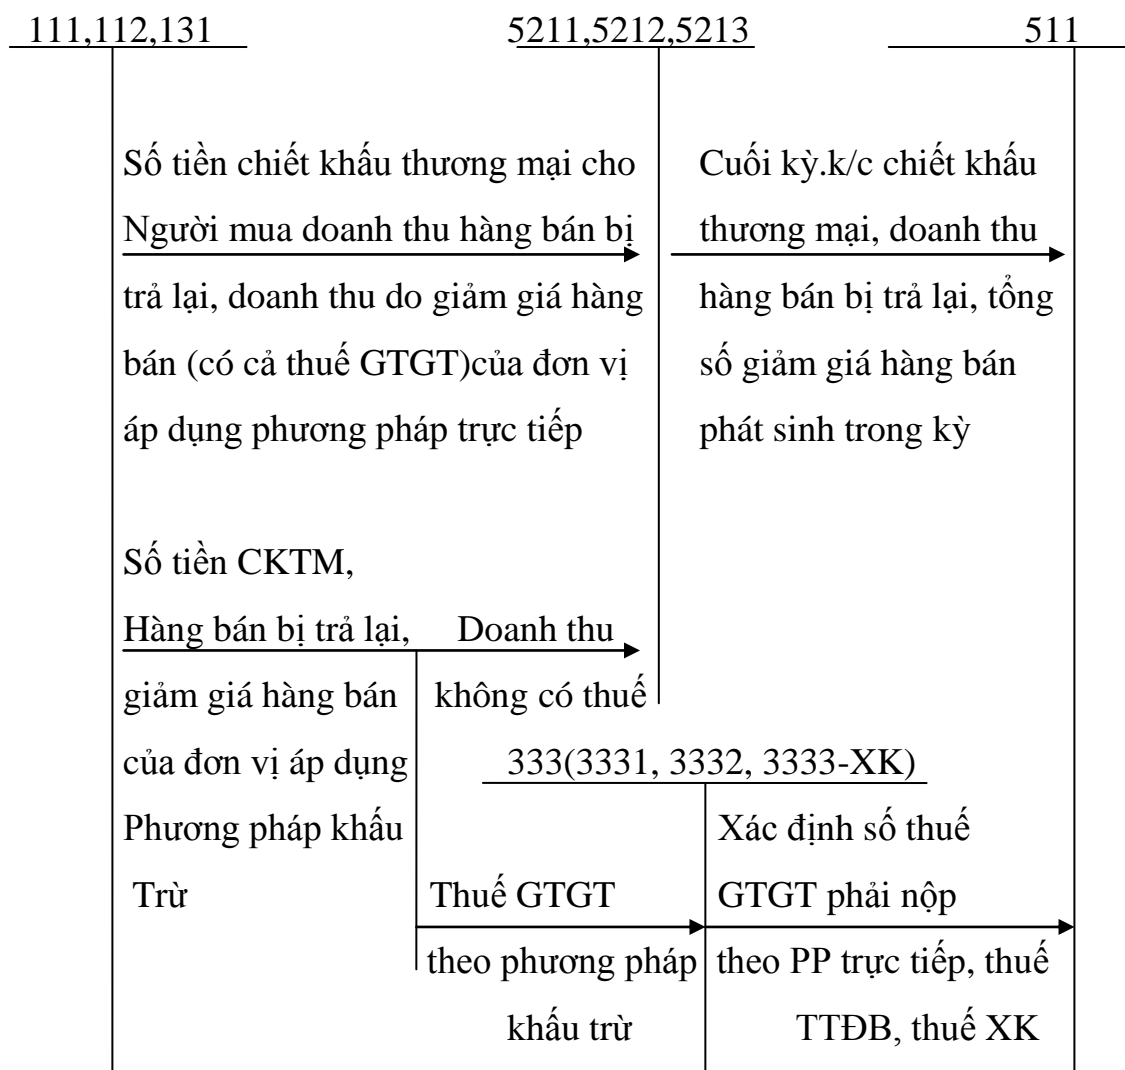 111,112,131
5211,5212,5213
511
Số tiền chiết khấu thương mại cho
Người mua doanh thu hàng bán bị
trả lại, doanh thu do giảm giá hàng
bán (có cả thuế GTGT)của đơn vị
áp dụng phương pháp trực tiếp
Cuối kỳ.k/c chiết khấu
thương mại, doanh thu
hàng bán bị trả lại, tổng
số giảm giá hàng bán
phát sinh trong kỳ
Số tiền CKTM,
Hàng bán bị trả lại,
giảm giá hàng bán
của đơn vị áp dụng
Phương pháp khấu
Trừ
Doanh thu
không có thuế
333(3331, 3332, 3333-XK)
Thuế GTGT
theo phương pháp
khấu trừ
Xác định số thuế
GTGT phải nộp
theo PP trực tiếp, thuế
TTĐB, thuế XK